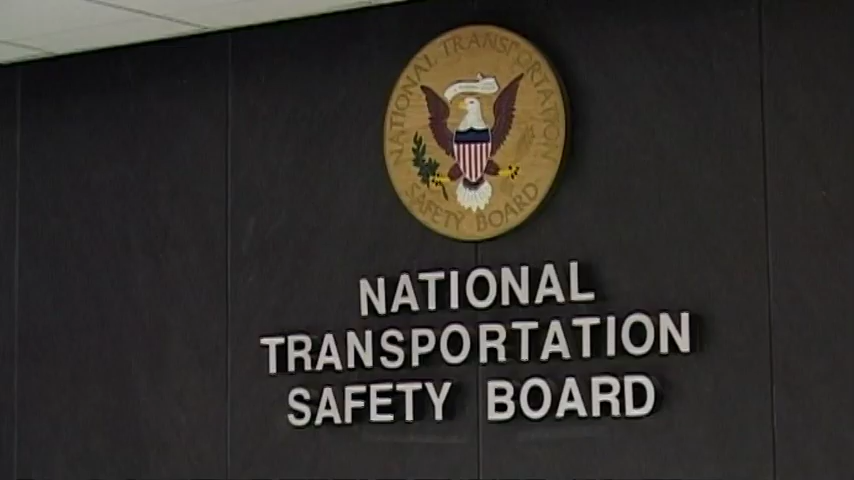 NATIONAL TRANSPORTATION
SAFETY BOARD
NATIONAL
TRANSPORTATION
SAFETY BOARD